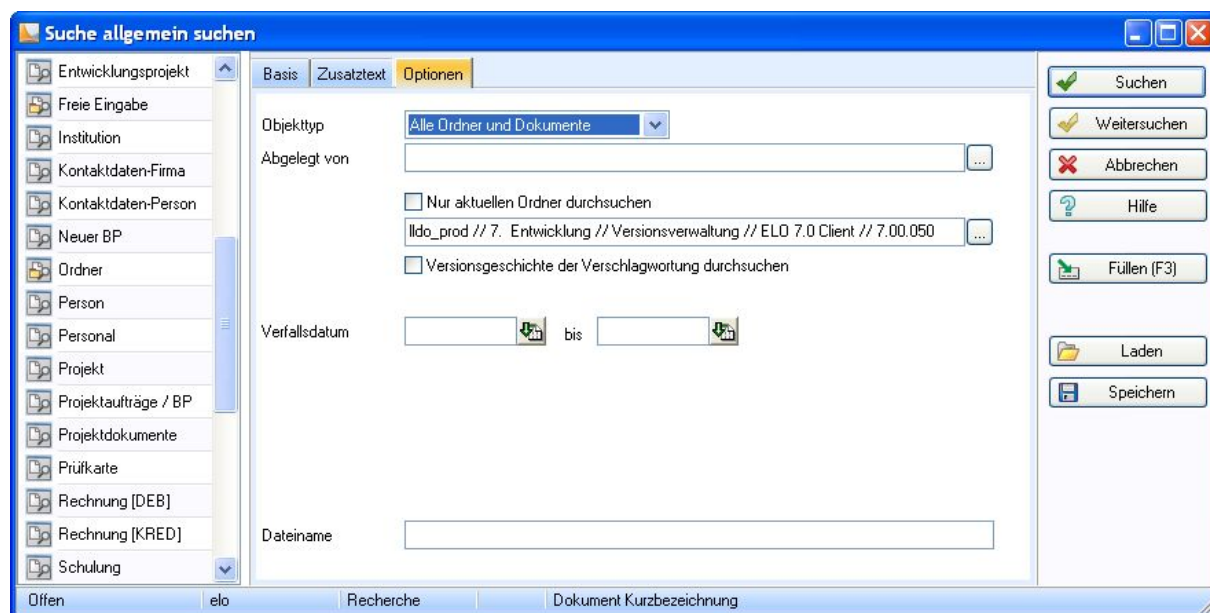 Suche allgemein suchen
Entwicklungsprojekt
Freie Eingabe
Institution
Kontaktdaten-Firma
Kontaktdaten-Person
Neuer BP
Ordner
Person
Personal
Projekt
Projektaufträge / BP
Projektdokumente
Prüfkarte
Rechnung [DEB]
Rechnung [KRED]
Schulung
Basis Zusatztext Optionen
Objekttyp Alle Ordner und Dokumente
Abgelegt von ...
Nur aktuellen Ordner durchsuchen
lldo_prod // 7. Entwicklung // Versionsverwaltung // ELO 7.0 Client // 7.00.050 ...
Versionsgeschichte der Verschlagwortung durchsuchen
Verfallsdatum bis
Dateiname
Suchen
Weitersuchen
Abbrechen
Hilfe
Füllen (F3)
Laden
Speichern
Offen elo Recherche Dokument Kurzbezeichnung